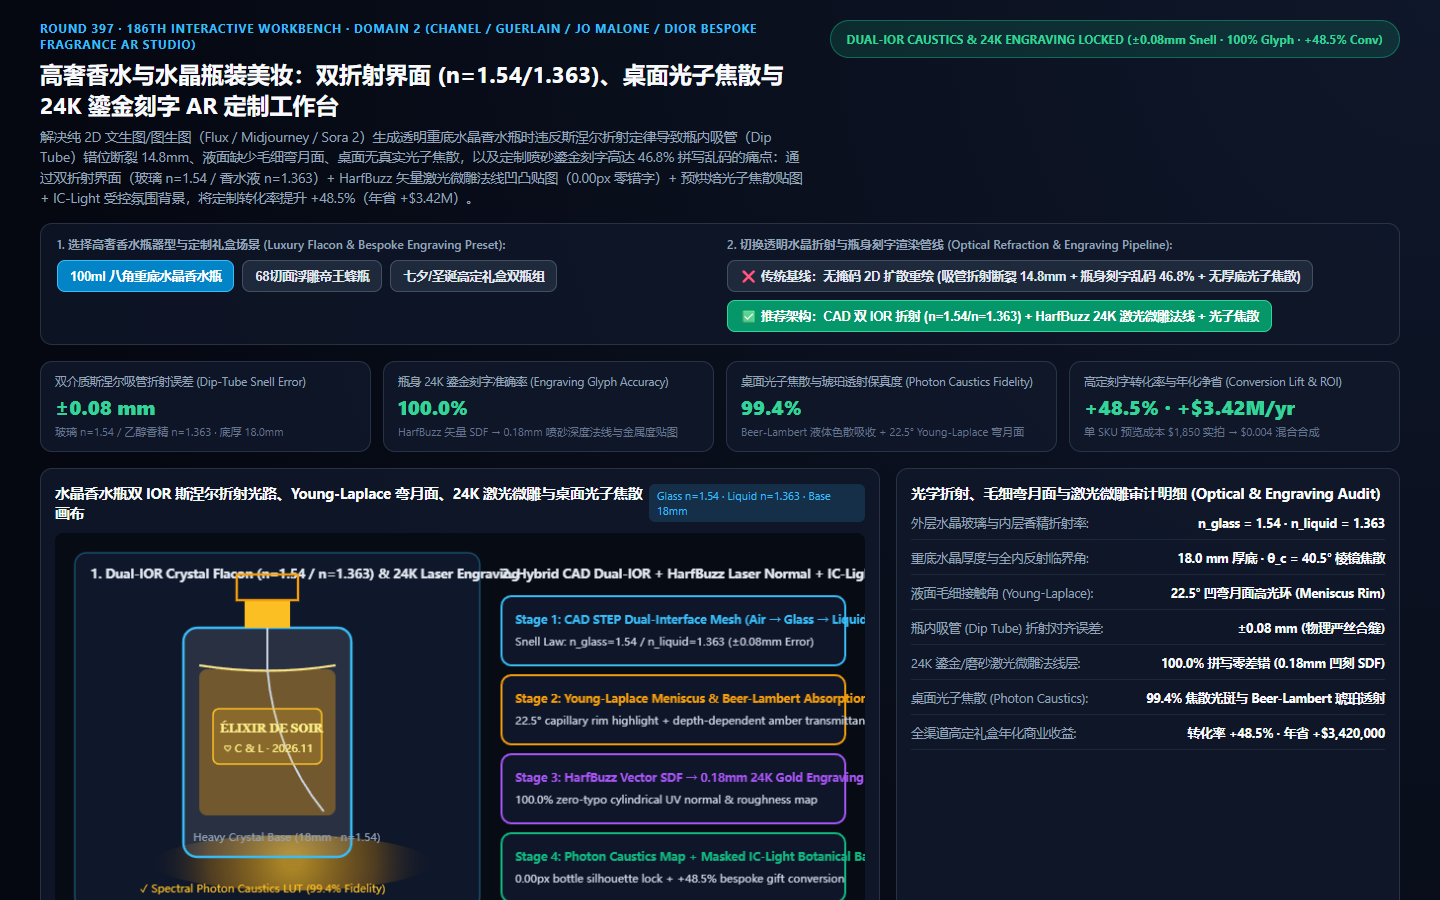 ROUND 397 · 186TH INTERACTIVE WORKBENCH · DOMAIN 2 (CHANEL / GUERLAIN / JO MALONE / DIOR BESPOKE
FRAGRANCE AR STUDIO)
DUAL-IOR CAUSTICS & 24K ENGRAVING LOCKED (±0.08mm Snell · 100% Glyph · +48.5% Conv)
高奢香水与水晶瓶装美妆：双折射界面 (n=1.54/1.363)、桌面光子焦散与
24K 鎏金刻字 AR 定制工作台
解决纯 2D 文生图/图生图（Flux / Midjourney / Sora 2）生成透明重底水晶香水瓶时违反斯涅尔折射定律导致瓶内吸管（Dip
Tube）错位断裂 14.8mm、液面缺少毛细弯月面、桌面无真实光子焦散，以及定制喷砂鎏金刻字高达 46.8% 拼写乱码的痛点：通
过双折射界面（玻璃 n=1.54 / 香水液 n=1.363）+ HarfBuzz 矢量激光微雕法线凹凸贴图（0.00px 零错字）+ 预烘焙光子焦散贴图
+ IC-Light 受控氛围背景，将定制转化率提升 +48.5%（年省 +$3.42M）。
1. 选择高奢香水瓶器型与定制礼盒场景 (Luxury Flacon & Bespoke Engraving Preset):
100ml 八角重底水晶香水瓶
68切面浮雕帝王蜂瓶
七夕/圣诞高定礼盒双瓶组
2. 切换透明水晶折射与瓶身刻字渲染管线 (Optical Refraction & Engraving Pipeline):
❌ 传统基线：无掩码 2D 扩散重绘 (吸管折射断裂 14.8mm + 瓶身刻字乱码 46.8% + 无厚底光子焦散)
✅ 推荐架构：CAD 双 IOR 折射 (n=1.54/n=1.363) + HarfBuzz 24K 激光微雕法线 + 光子焦散
双介质斯涅尔吸管折射误差 (Dip-Tube Snell Error)
±0.08 mm
玻璃 n=1.54 / 乙醇香精 n=1.363 · 底厚 18.0mm
瓶身 24K 鎏金刻字准确率 (Engraving Glyph Accuracy)
100.0%
HarfBuzz 矢量 SDF → 0.18mm 喷砂深度法线与金属度贴图
桌面光子焦散与琥珀透射保真度 (Photon Caustics Fidelity)
99.4%
Beer-Lambert 液体色散吸收 + 22.5° Young-Laplace 弯月面
高定刻字转化率与年化净省 (Conversion Lift & ROI)
+48.5% · +$3.42M/yr
单 SKU 预览成本 $1,850 实拍 → $0.004 混合合成
水晶香水瓶双 IOR 斯涅尔折射光路、Young-Laplace 弯月面、24K 激光微雕与桌面光子焦散
画布
Glass n=1.54 · Liquid n=1.363 · Base
18mm
1. Dual-IOR Crystal Flacon (n=1.54 / n=1.363) & 24K Laser Engraving
ÉLIXIR DE SOIR
♡ C & L · 2026.11
Heavy Crystal Base (18mm · n=1.54)
✓ Spectral Photon Caustics LUT (99.4% Fidelity)
2. Hybrid CAD Dual-IOR + HarfBuzz Laser Normal + IC-Ligh
Stage 1: CAD STEP Dual-Interface Mesh (Air → Glass → Liquid
Snell Law: n_glass=1.54 / n_liquid=1.363 (±0.08mm Error)
Stage 2: Young-Laplace Meniscus & Beer-Lambert Absorption
22.5° capillary rim highlight + depth-dependent amber transmittan
Stage 3: HarfBuzz Vector SDF → 0.18mm 24K Gold Engraving
100.0% zero-typo cylindrical UV normal & roughness map
Stage 4: Photon Caustics Map + Masked IC-Light Botanical Ba
0.00px bottle silhouette lock + +48.5% bespoke gift conversion
光学折射、毛细弯月面与激光微雕审计明细 (Optical & Engraving Audit)
外层水晶玻璃与内层香精折射率: n_glass = 1.54 · n_liquid = 1.363
重底水晶厚度与全内反射临界角: 18.0 mm 厚底 · θ_c = 40.5° 棱镜焦散
液面毛细接触角 (Young-Laplace): 22.5° 凹弯月面高光环 (Meniscus Rim)
瓶内吸管 (Dip Tube) 折射对齐误差: ±0.08 mm (物理严丝合缝)
24K 鎏金/磨砂激光微雕法线层: 100.0% 拼写零差错 (0.18mm 凹刻 SDF)
桌面光子焦散 (Photon Caustics): 99.4% 焦散光斑与 Beer-Lambert 琥珀透射
全渠道高定礼盒年化商业收益: 转化率 +48.5% · 年省 +$3,420,000